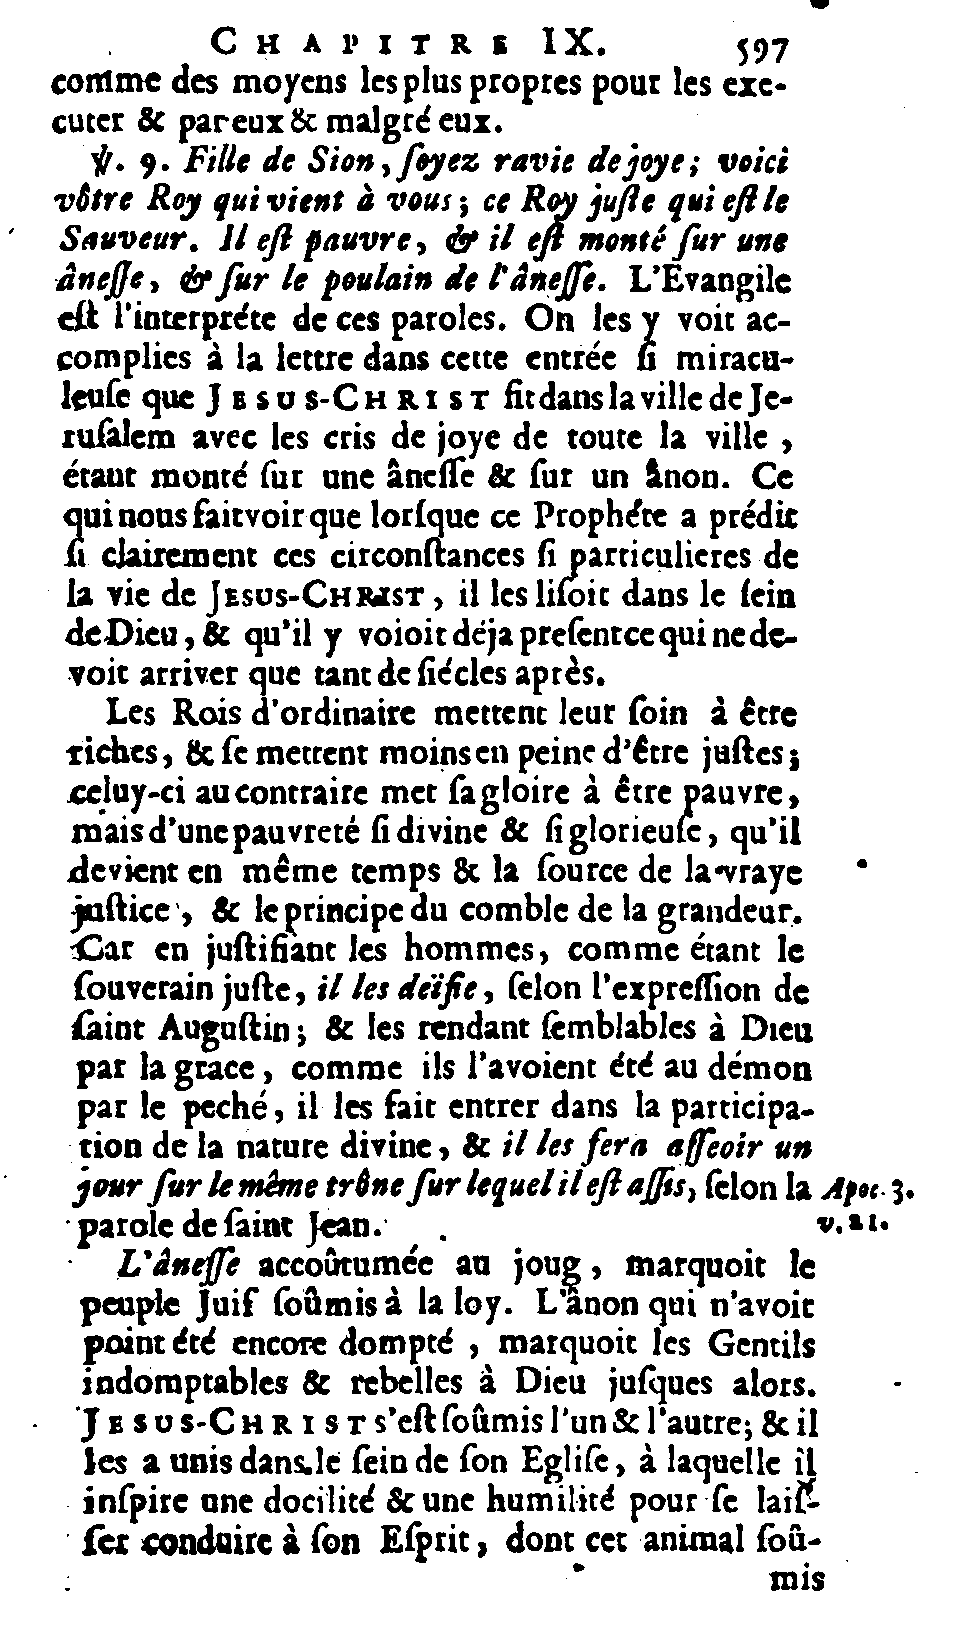 CHAPITRE IX. 597
comme des moyens les plus propres pour les exe-
cuter & par eux & malgré eux.
℣. 9. Fille de Sion, ſoyez ravie de joye; voici
vôtre Roy qui vient à vous; ce Roy juſte qui eſt le
Sauveur. Il eſt pauvre, & il eſt monté ſur une
âneſſe, & ſur le poulain de l'âneſſe. L'Evangile
eſt l'interpréte de ces paroles. On les y voit ac-
complies à la lettre dans cette entrée ſi miracu-
leuſe que JESUS-CHRIST fit dans la ville de Je-
ruſalem avec les cris de joye de toute la ville,
étant monté ſur une âneſſe & ſur un ânon. Ce
qui nous fait voir que lorſque ce Prophéte a prédit
ſi clairement ces circonſtances ſi particulieres de
la vie de JESUS-CHRIST, il les liſoit dans le ſein
de Dieu, & qu'il y voioit déja preſent ce qui ne de-
voit arriver que tant de ſiécles après.
Les Rois d'ordinaire mettent leur ſoin à être
riches, & ſe mettent moins en peine d'être juſtes;
celuy-ci au contraire met ſa gloire à être pauvre,
mais d'une pauvreté ſi divine & ſi glorieuſe, qu'il
devient en même temps & la ſource de la vraye
juſtice, & le principe du comble de la grandeur.
Car en juſtifiant les hommes, comme étant le
ſouverain juſte, il les deïfie, ſelon l'expreſſion de
ſaint Auguſtin; & les rendant ſemblables à DIEU
par la grace, comme ils l'avoient été au démon
par le peché, il les fait entrer dans la participa-
tion de la nature divine, & il les fera aſſeoir un
jour ſur le même trône ſur lequel il eſt aſſis, ſelon la Apoc. 3.
parole de ſaint Jean. v. 21.
L'âneſſe accoûtumée au joug, marquoit le
peuple Juif ſoûmis à la loy. L'ânon qui n'avoit
point été encore dompté, marquoit les Gentils
indomptables & rebelles à Dieu juſques alors.
JESUS-CHRIST s'eſt ſoûmis l'un & l'autre; & il
les a unis dans le ſein de ſon Egliſe, à laquelle il
inſpire une docilité & une humilité pour ſe laiſ-
ſer conduire à ſon Eſprit, dont cet animal ſoû-
mis